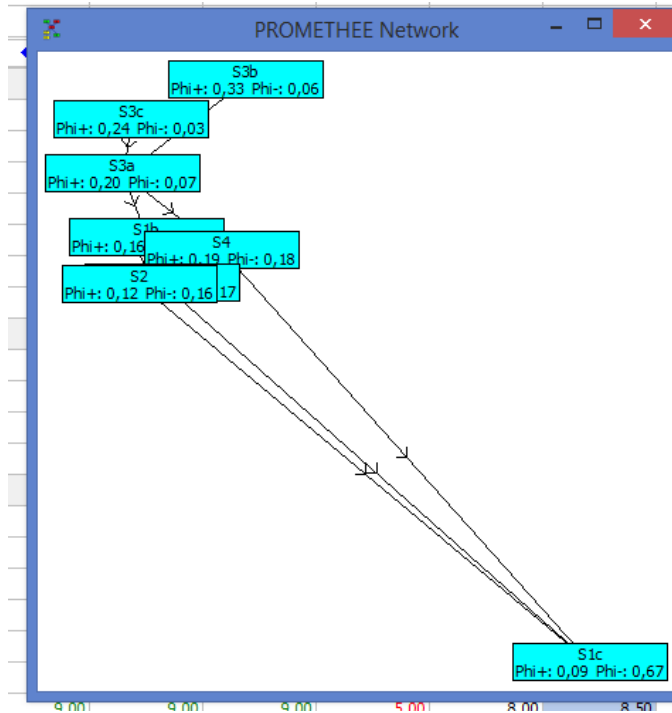 PROMETHEE Network
S3b
Phi+: 0,33 Phi-: 0,06
S3c
Phi+: 0,24 Phi-: 0,03
S3a
Phi+: 0,20 Phi-: 0,07
S1b
Phi+: 0,16
S4
Phi+: 0,19 Phi-: 0,18
S2
Phi+: 0,12 Phi-: 0,16
17
S1c
Phi+: 0,09 Phi-: 0,67
9,00 9,00 9,00 5,00 8,00 8,50